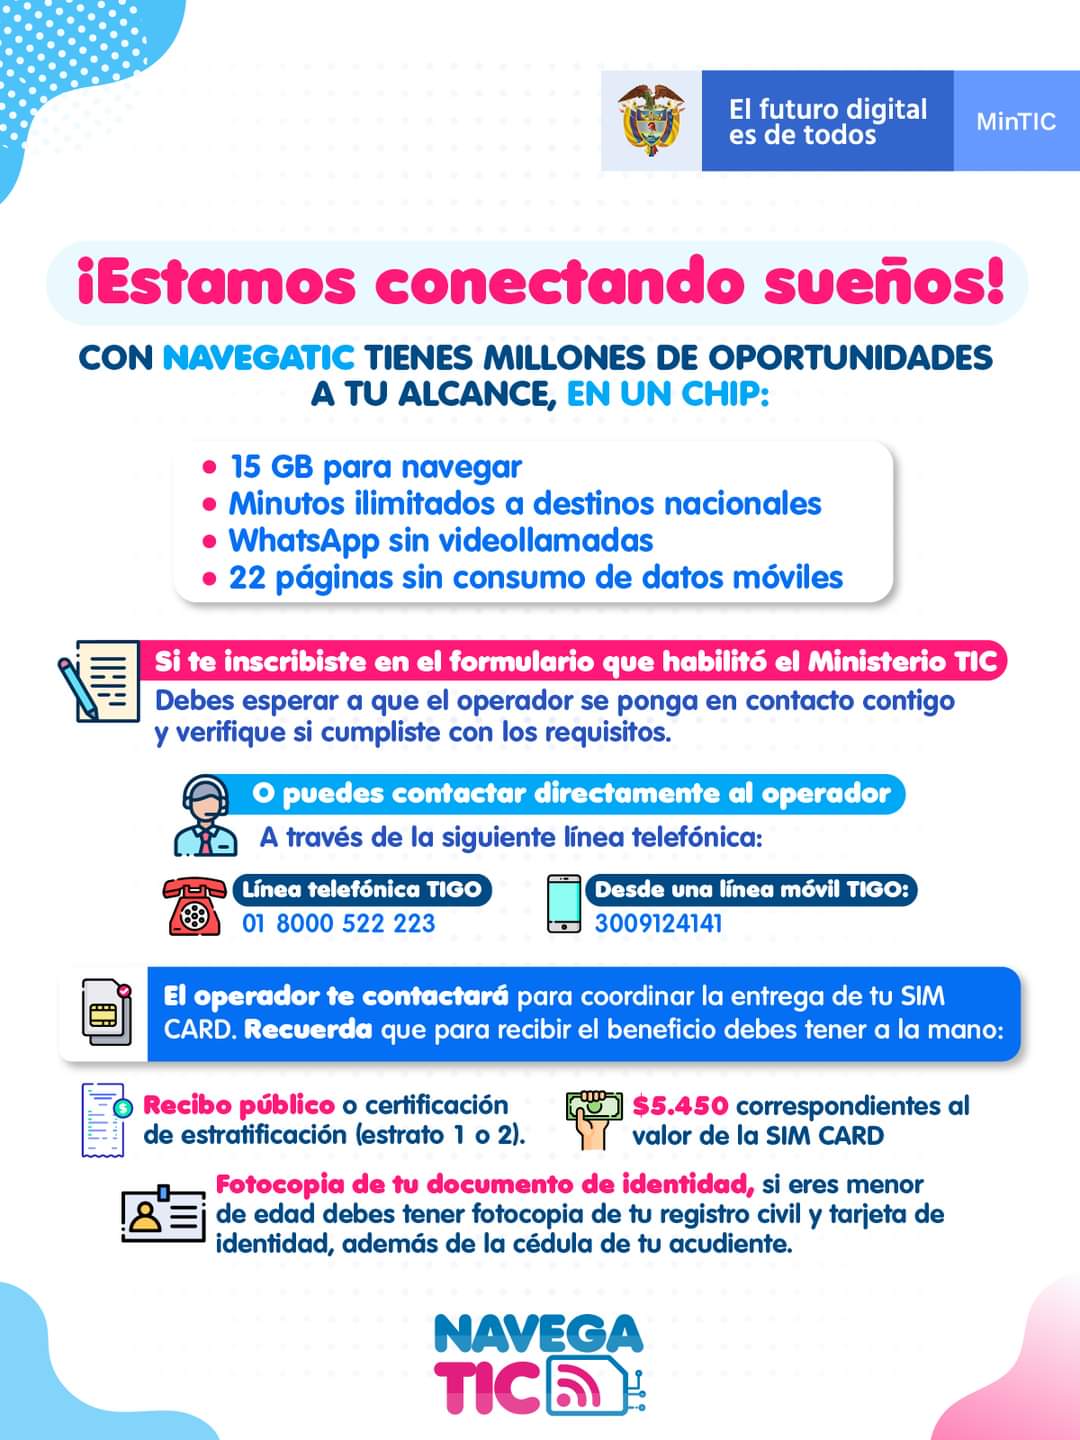 El futuro digital
es de todos
MinTIC
¡Estamos conectando sueños!
CON NAVEGATIC TIENES MILLONES DE OPORTUNIDADES
A TU ALCANCE, EN UN CHIP:
• 15 GB para navegar
• Minutos ilimitados a destinos nacionales
• WhatsApp sin videollamadas
• 22 páginas sin consumo de datos móviles
Si te inscribiste en el formulario que habilitó el Ministerio TIC
Debes esperar a que el operador se ponga en contacto contigo
y verifique si cumpliste con los requisitos.
O puedes contactar directamente al operador
A través de la siguiente línea telefónica:
Línea telefónica TIGO
01 8000 522 223
Desde una línea móvil TIGO:
3009124141
El operador te contactará para coordinar la entrega de tu SIM
CARD. Recuerda que para recibir el beneficio debes tener a la mano:
Recibo público o certificación
de estratificación (estrato 1 o 2).
$5.450 correspondientes al
valor de la SIM CARD
Fotocopia de tu documento de identidad, si eres menor
de edad debes tener fotocopia de tu registro civil y tarjeta de
identidad, además de la cédula de tu acudiente.
NAVEGA
TIC